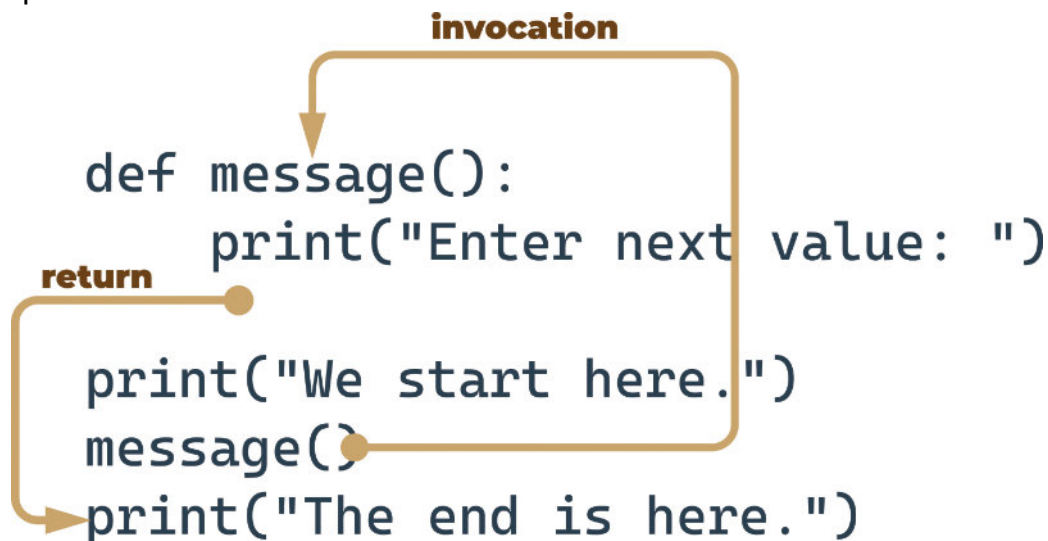 invocation
def message():
    print("Enter next value: ")
return
print("We start here.")
message()
print("The end is here.")